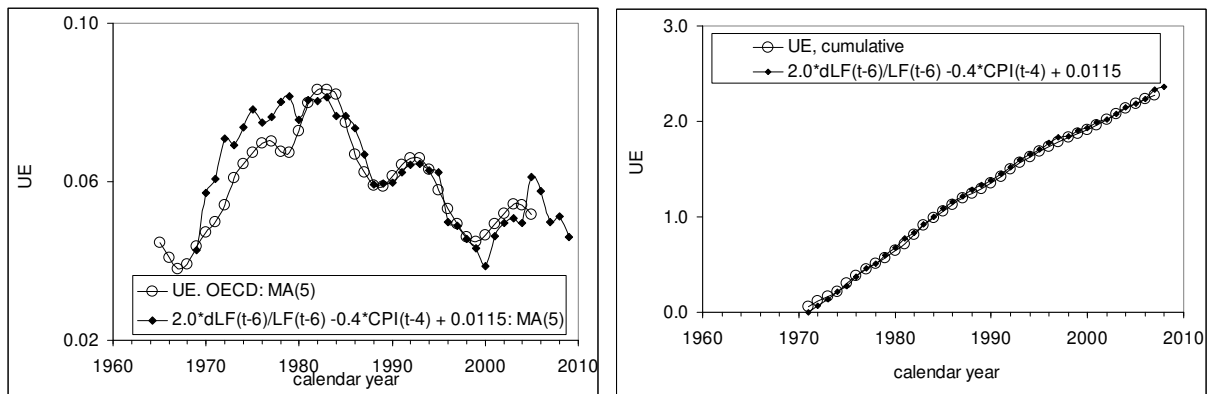 0.10
0.06
0.02
UE
UE. OECD: MA(5)
2.0*dLF(t-6)/LF(t-6) -0.4*CPI(t-4) + 0.0115: MA(5)
1960 1970 1980 1990 2000 2010
calendar year
3.0
2.0
1.0
0.0
UE
UE, cumulative
2.0*dLF(t-6)/LF(t-6) -0.4*CPI(t-4) + 0.0115
1960 1970 1980 1990 2000 2010
calendar year